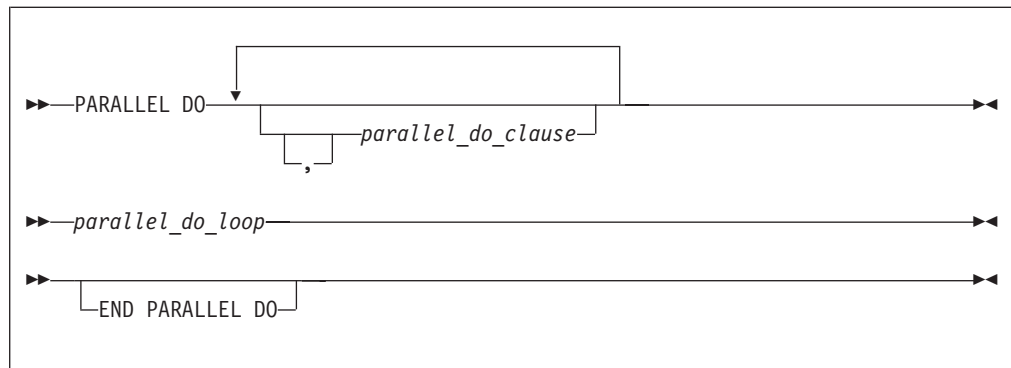 PARALLEL DO
parallel_do_clause
,
parallel_do_loop
END PARALLEL DO